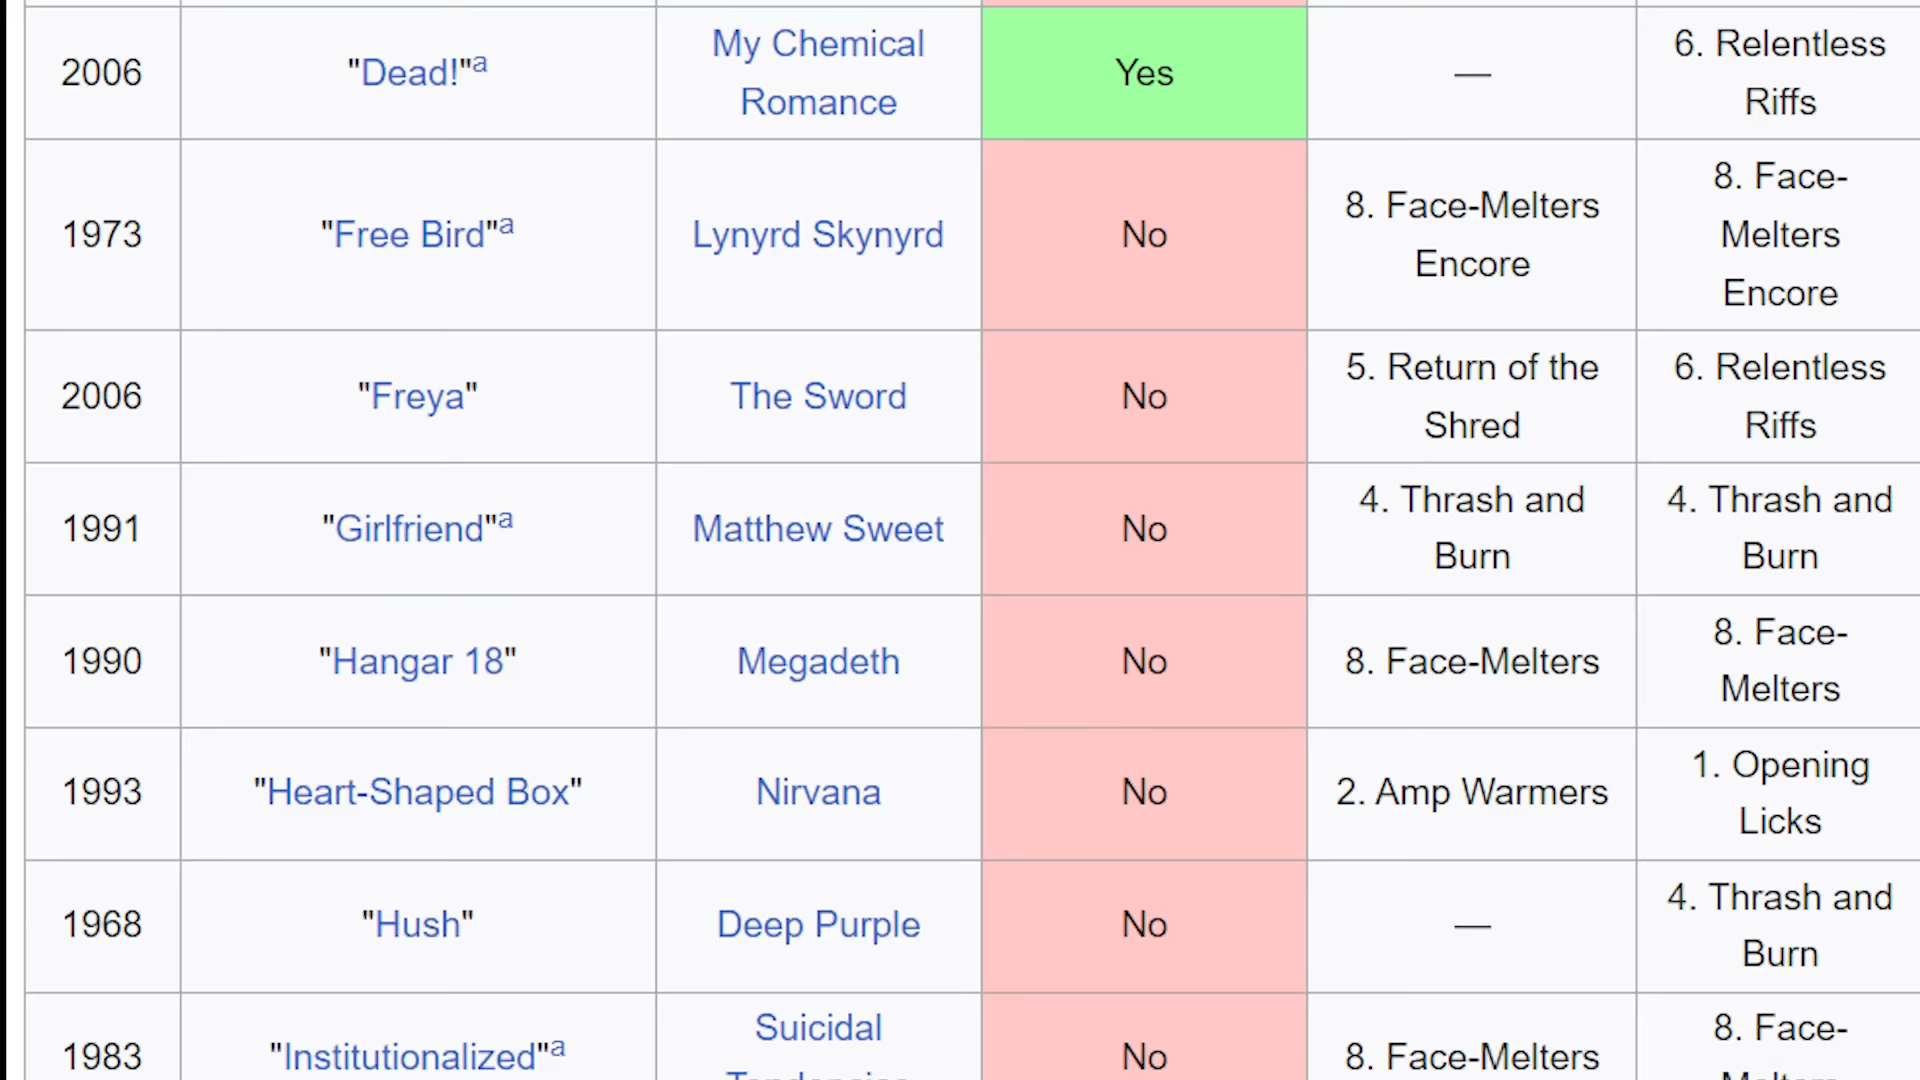 2006 "Dead!"a My Chemical Romance Yes — 6. Relentless Riffs
1973 "Free Bird"a Lynyrd Skynyrd No 8. Face-Melters Encore 8. Face-Melters Encore
2006 "Freya" The Sword No 5. Return of the Shred 6. Relentless Riffs
1991 "Girlfriend"a Matthew Sweet No 4. Thrash and Burn 4. Thrash and Burn
1990 "Hangar 18" Megadeth No 8. Face-Melters 8. Face-Melters
1993 "Heart-Shaped Box" Nirvana No 2. Amp Warmers 1. Opening Licks
1968 "Hush" Deep Purple No — 4. Thrash and Burn
1983 "Institutionalized"a Suicidal No 8. Face-Melters 8. Face-